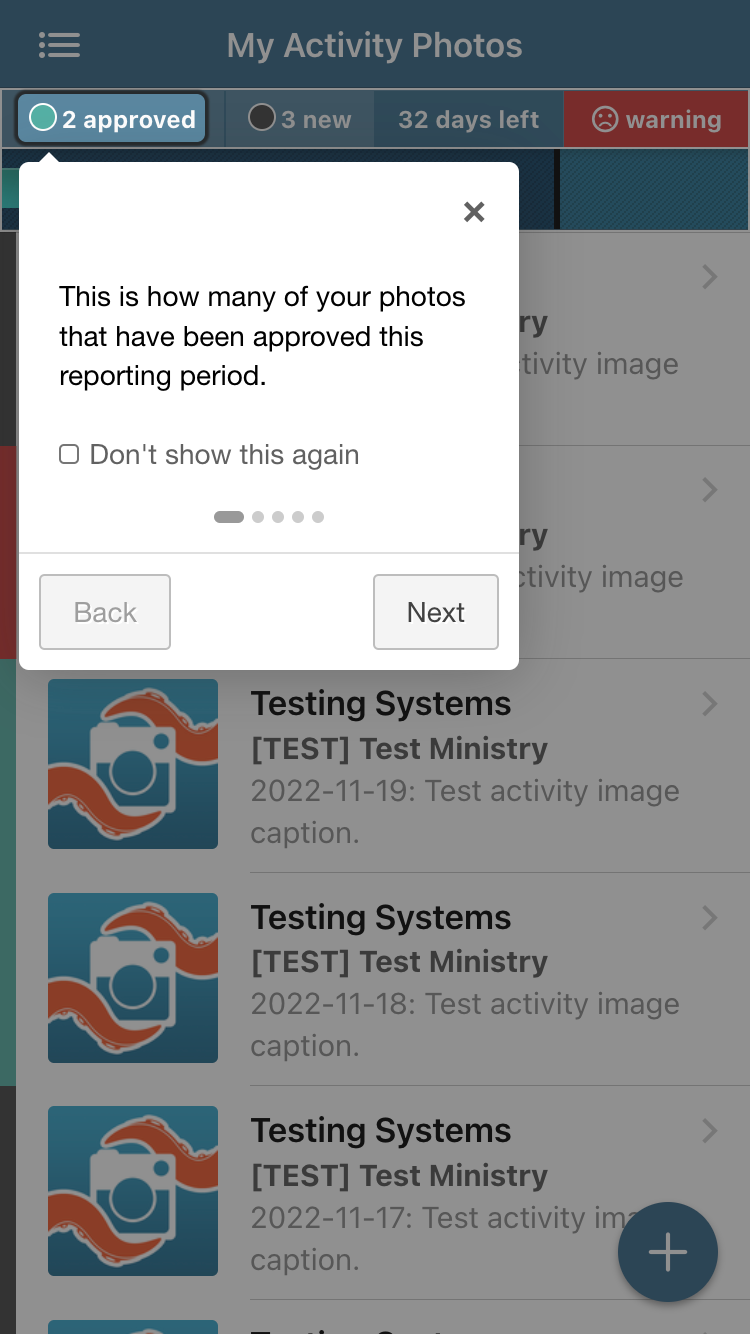 My Activity Photos
2 approved
3 new
32 days left
warning
×
This is how many of your photos
that have been approved this
reporting period.
Don't show this again
Back
Next
ry
tivity image
ry
ctivity image
Testing Systems
[TEST] Test Ministry
2022-11-19: Test activity image
caption.
Testing Systems
[TEST] Test Ministry
2022-11-18: Test activity image
caption.
Testing Systems
[TEST] Test Ministry
2022-11-17: Test activity ima
caption.